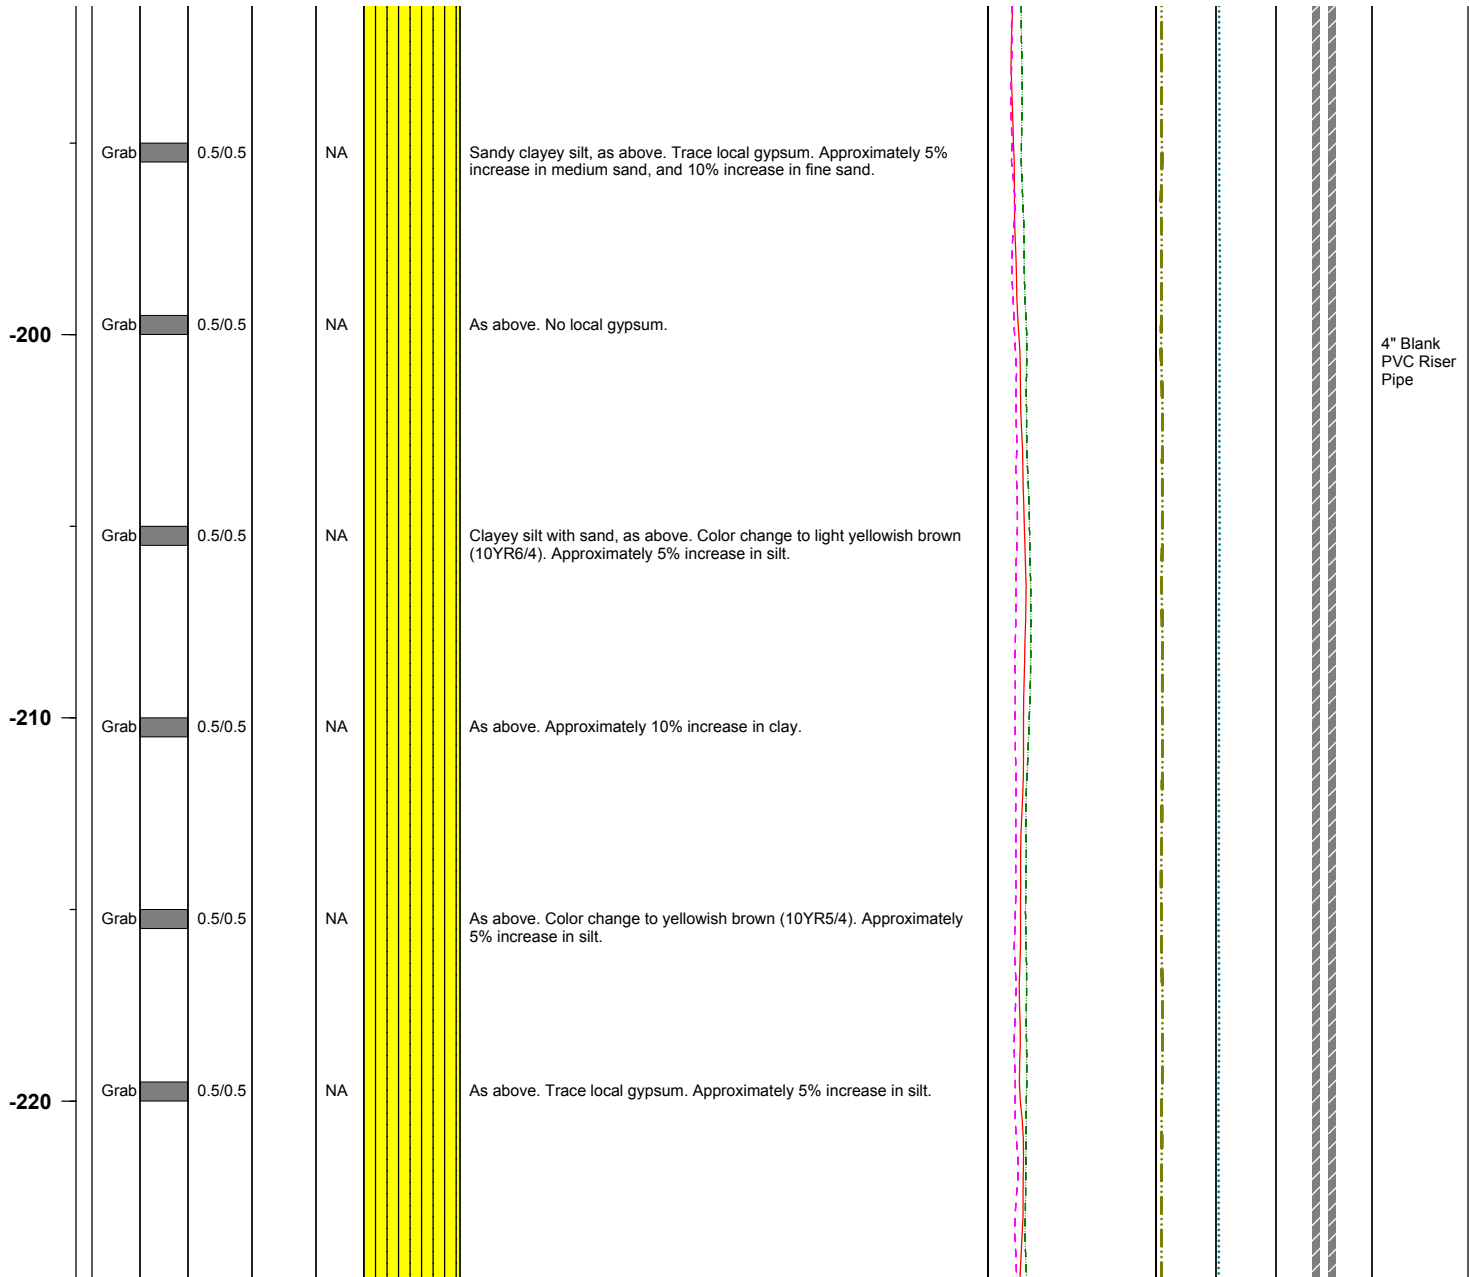 Grab 0.5/0.5 NA Sandy clayey silt, as above. Trace local gypsum. Approximately 5%
increase in medium sand, and 10% increase in fine sand.
-200 Grab 0.5/0.5 NA As above. No local gypsum.
4" Blank
PVC Riser
Pipe
Grab 0.5/0.5 NA Clayey silt with sand, as above. Color change to light yellowish brown
(10YR6/4). Approximately 5% increase in silt.
-210 Grab 0.5/0.5 NA As above. Approximately 10% increase in clay.
Grab 0.5/0.5 NA As above. Color change to yellowish brown (10YR5/4). Approximately
5% increase in silt.
-220 Grab 0.5/0.5 NA As above. Trace local gypsum. Approximately 5% increase in silt.